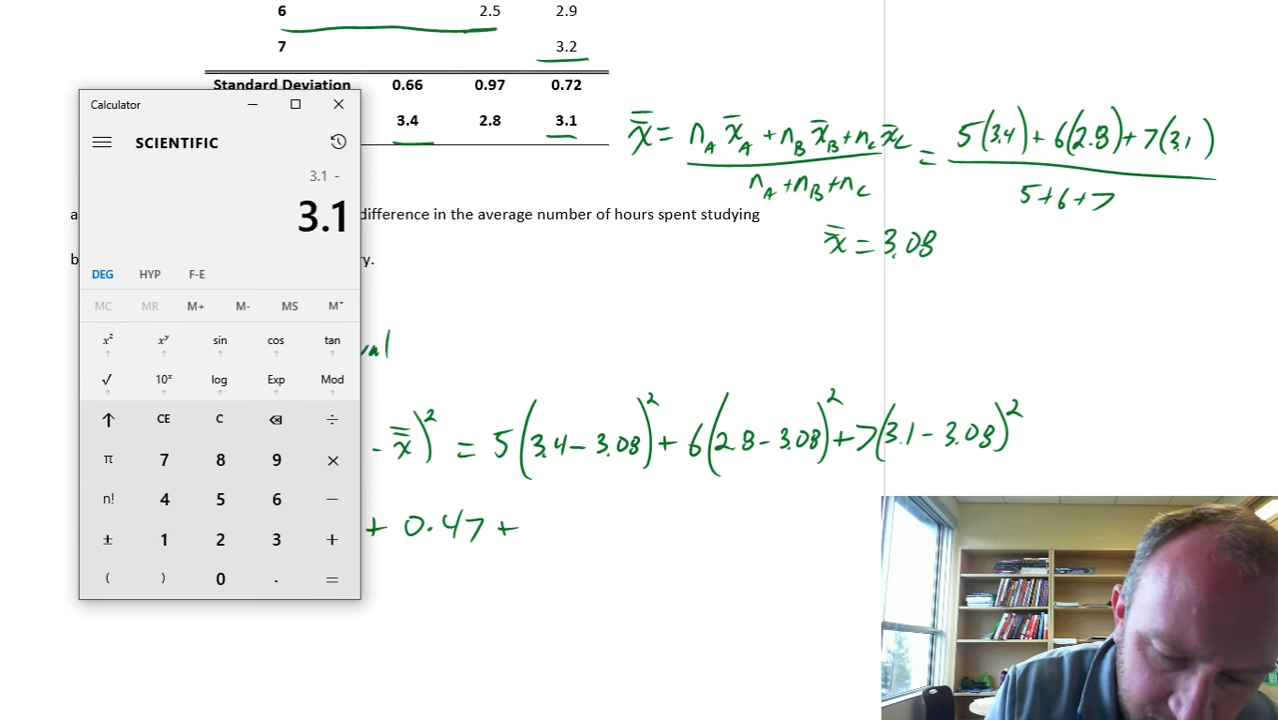 6 2.5 2.9
7 3.2
Standard Deviation 0.66 0.97 0.72
3.4 2.8 3.1
Calculator
SCIENTIFIC
3.1 -
3.1
DEG HYP F-E
MC MR M+ M- MS M˅
x² xʸ sin cos tan
√ 10ˣ log Exp Mod
↑ CE C ⌫ ÷
π 7 8 9 ×
n! 4 5 6 −
± 1 2 3 +
( ) 0 . =
x̿ = (n_A x̄_A + n_B x̄_B + n_C x̄_C) / (n_A + n_B + n_C) = (5(3.4) + 6(2.8) + 7(3.1)) / (5+6+7)
a difference in the average number of hours spent studying
x̿ = 3.08
b y.
- x̿)² = 5(3.4 - 3.08)² + 6(2.8 - 3.08)² + 7(3.1 - 3.08)²
+ 0.47 +